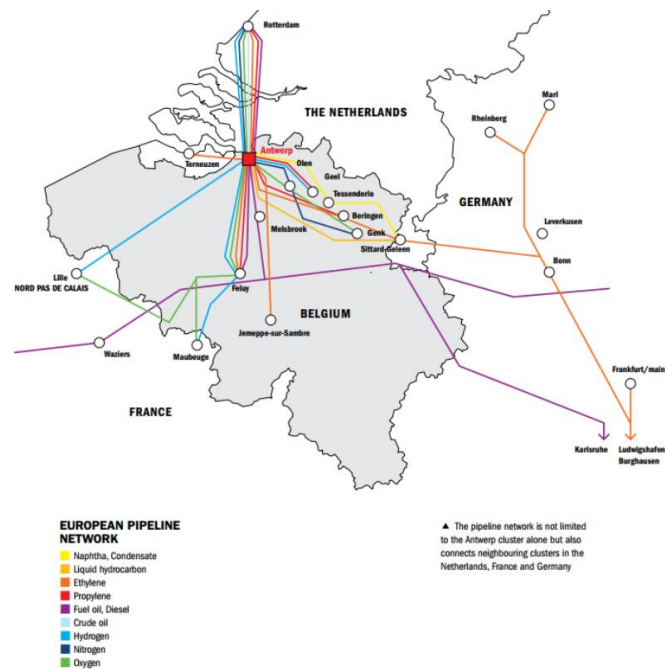 Rotterdam
THE NETHERLANDS
Marl
Rheinberg
Antwerp
Terneuzen
Olen
Geel
Tessenderlo
GERMANY
Beringen
Melsbroek
Genk
Leverkusen
Sittard-Geleen
Bonn
Lille
NORD PAS DE CALAIS
Feluy
BELGIUM
Jemeppe-sur-Sambre
Waziers
Maubeuge
Frankfurt/main
FRANCE
Karlsruhe
Ludwigshafen
Burghausen
EUROPEAN PIPELINE
NETWORK
Naphtha, Condensate
Liquid hydrocarbon
Ethylene
Propylene
Fuel oil, Diesel
Crude oil
Hydrogen
Nitrogen
Oxygen
▲ The pipeline network is not limited
to the Antwerp cluster alone but also
connects neighbouring clusters in the
Netherlands, France and Germany